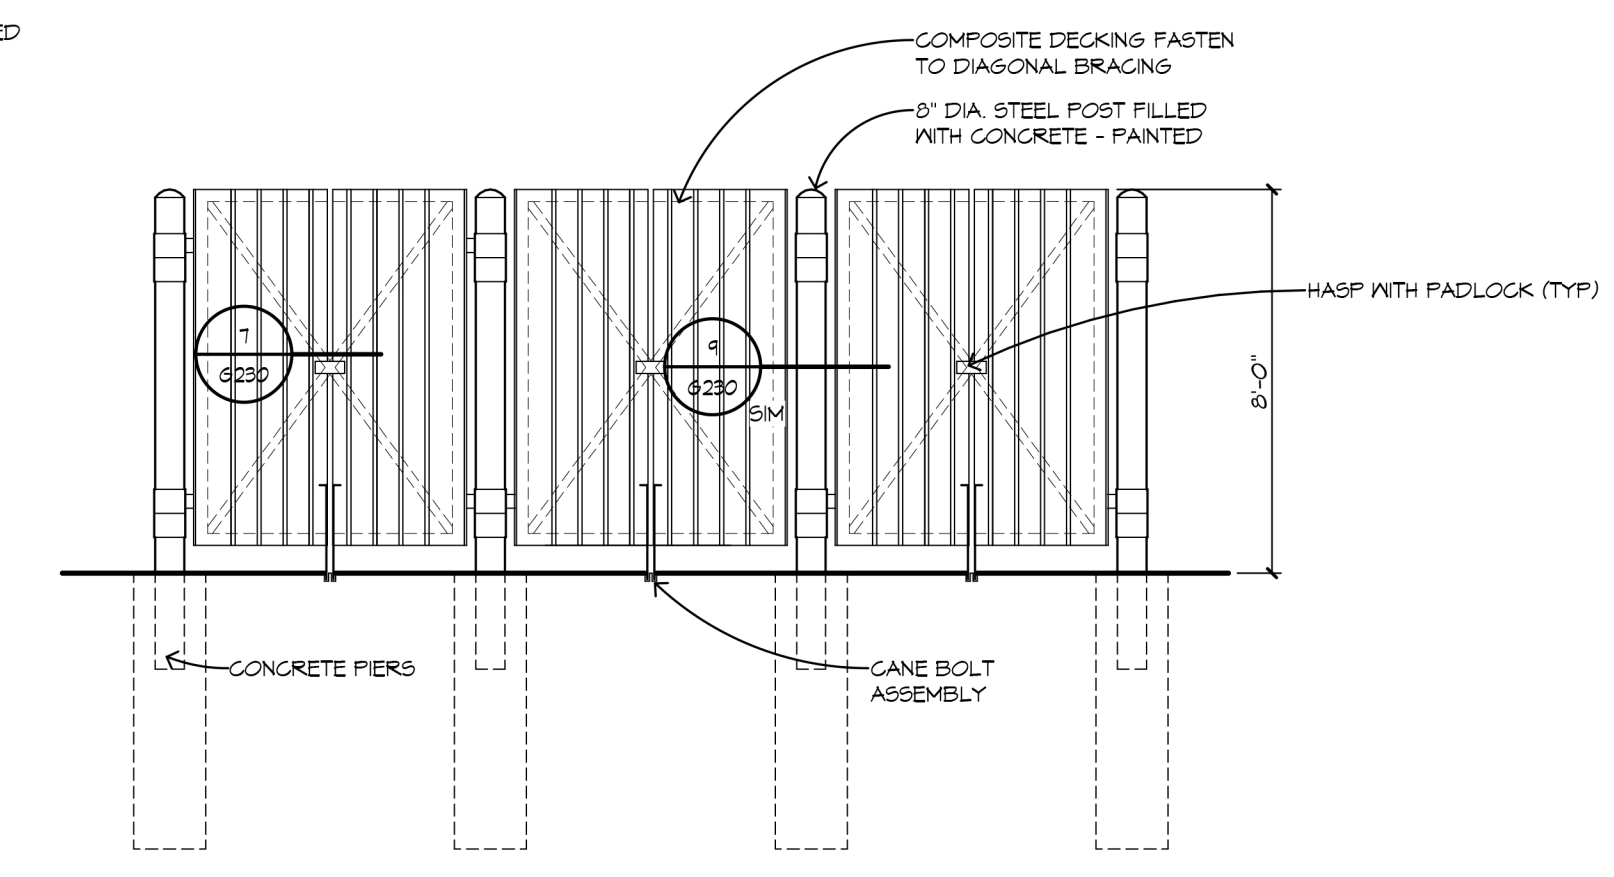 ED
COMPOSITE DECKING FASTEN
TO DIAGONAL BRACING
8" DIA. STEEL POST FILLED
WITH CONCRETE - PAINTED
HASP WITH PADLOCK (TYP)
7
G230
9
G230
SIM
8'-0"
CONCRETE PIERS
CANE BOLT
ASSEMBLY